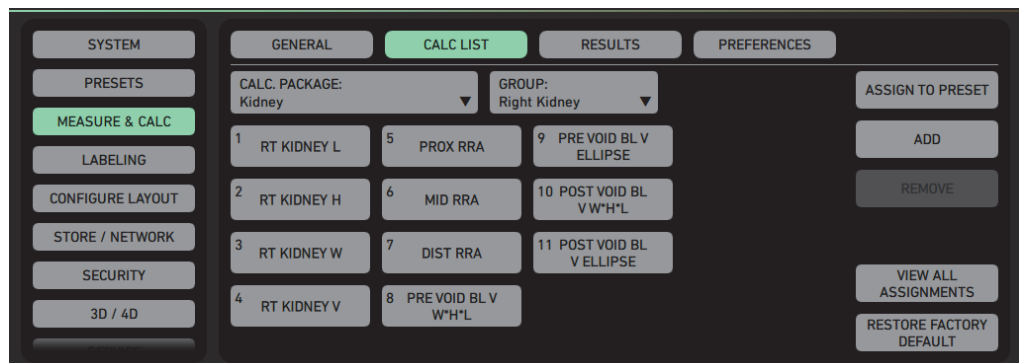 SYSTEM
PRESETS
MEASURE & CALC
LABELING
CONFIGURE LAYOUT
STORE / NETWORK
SECURITY
3D / 4D
GENERAL
CALC LIST
RESULTS
PREFERENCES
CALC. PACKAGE:
Kidney
GROUP:
Right Kidney
1 RT KIDNEY L
2 RT KIDNEY H
3 RT KIDNEY W
4 RT KIDNEY V
5 PROX RRA
6 MID RRA
7 DIST RRA
8 PRE VOID BL V
W*H*L
9 PRE VOID BL V
ELLIPSE
10 POST VOID BL
V W*H*L
11 POST VOID BL
V ELLIPSE
ASSIGN TO PRESET
ADD
REMOVE
VIEW ALL
ASSIGNMENTS
RESTORE FACTORY
DEFAULT